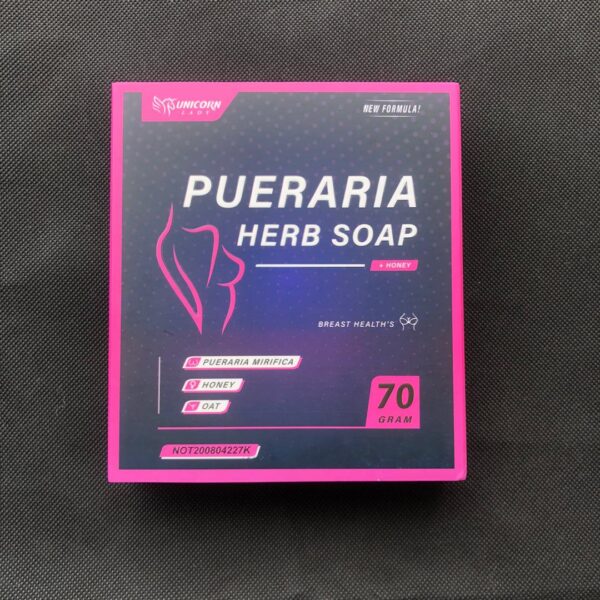 UNICORN
LADY
NEW FORMULA!
PUERARIA
HERB SOAP
+ HONEY
BREAST HEALTH'S
PUERARIA MIRIFICA
HONEY
OAT
70
GRAM
NOT200804227K